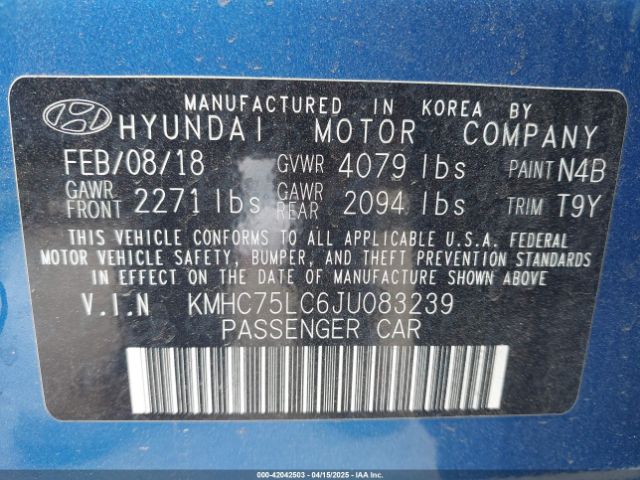 MANUFACTURED IN KOREA BY
HYUNDAI MOTOR COMPANY
FEB/08/18 GVWR 4079 lbs PAINT N4B
GAWR FRONT 2271 lbs GAWR REAR 2094 lbs TRIM T9Y
THIS VEHICLE CONFORMS TO ALL APPLICABLE U.S.A. FEDERAL
MOTOR VEHICLE SAFETY, BUMPER, AND THEFT PREVENTION STANDARDS
IN EFFECT ON THE DATE OF MANUFACTURE SHOWN ABOVE
V.I.N KMHC75LC6JU083239
PASSENGER CAR
000-42042503 - 04/15/2025 - IAA Inc.